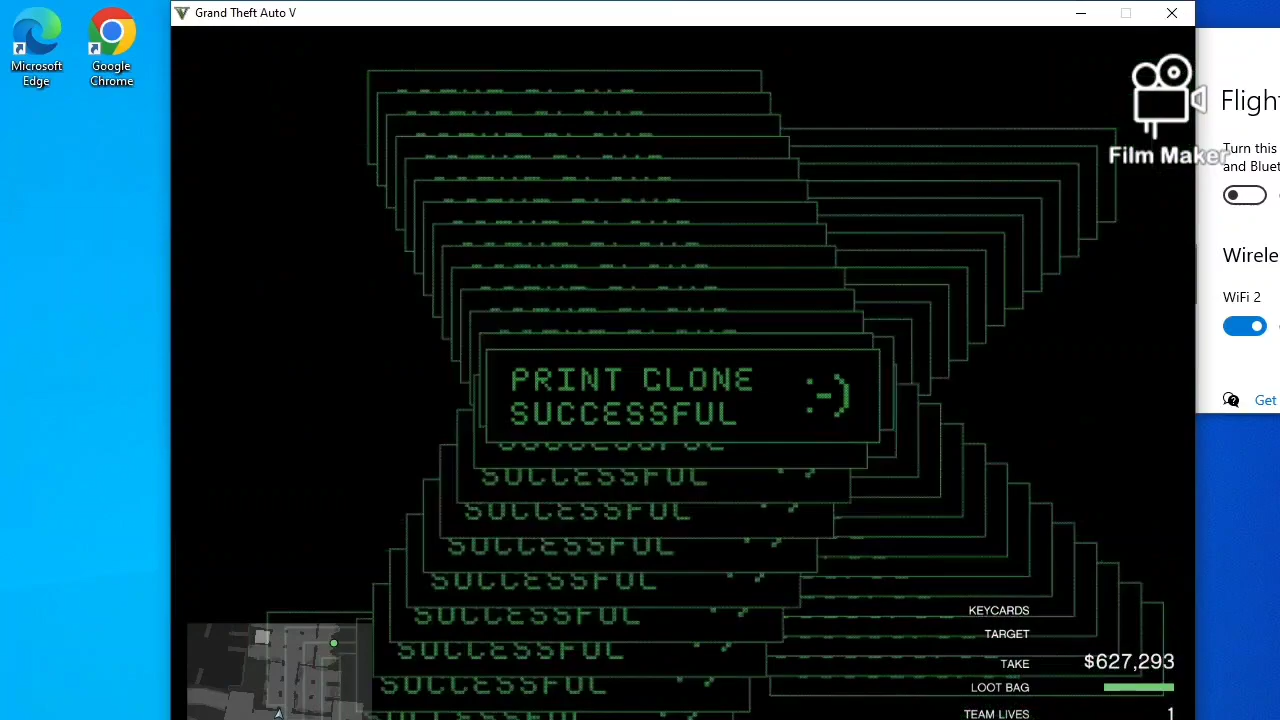 Grand Theft Auto V
Microsoft
Edge
Google
Chrome
Film Maker
Flight
Turn this
and Bluet
Wirele
WiFi 2
Get
PRINT CLONE
SUCCESSFUL :-)
SUCCESSFUL
SUCCESSFUL
SUCCESSFUL
SUCCESSFUL
SUCCESSFUL
SUCCESSFUL
SUCCESSFUL
SUCCESSFUL
KEYCARDS
TARGET
TAKE $627,293
LOOT BAG
TEAM LIVES 1